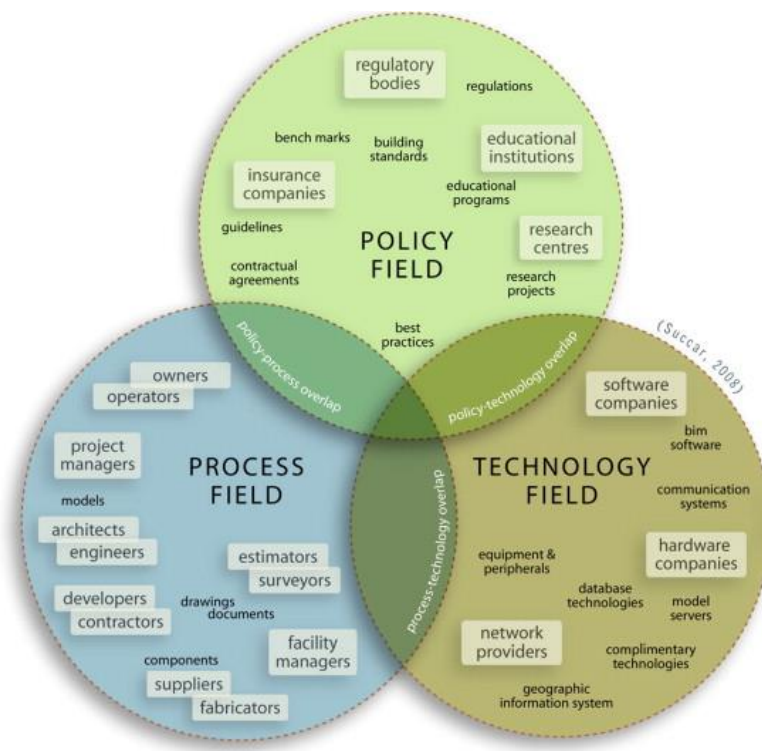 regulatory
bodies
regulations
bench marks
building
standards
educational
institutions
insurance
companies
educational
programs
guidelines
POLICY
FIELD
research
centres
contractual
agreements
research
projects
best
practices
policy-process overlap
policy-technology overlap
(Succar, 2008)
owners
operators
project
managers
PROCESS
FIELD
models
architects
engineers
estimators
surveyors
developers
contractors
drawings
documents
facility
managers
components
suppliers
fabricators
process-technology overlap
software
companies
bim
software
TECHNOLOGY
FIELD
communication
systems
equipment &
peripherals
hardware
companies
database
technologies
model
servers
network
providers
complimentary
technologies
geographic
information system